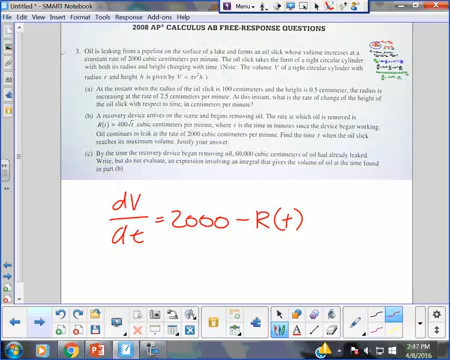 Untitled* - SMART Notebook
Menu
File Edit View Insert Format Tools Add-ons Response Help
2008 AP® CALCULUS AB FREE-RESPONSE QUESTIONS
3. Oil is leaking from a pipeline on the surface of a lake and forms an oil slick whose volume increases at a
constant rate of 2000 cubic centimeters per minute. The oil slick takes the form of a right circular cylinder
with both its radius and height changing with time. (Note: The volume V of a right circular cylinder with
radius r and height h is given by V = πr²h.)
(a) At the instant when the radius of the oil slick is 100 centimeters and the height is 0.5 centimeter, the radius
is increasing at the rate of 2.5 centimeters per minute. At this instant, what is the rate of change of the height
of the oil slick with respect to time, in centimeters per minute?
(b) A recovery device arrives on the scene and begins removing oil. The rate at which oil is removed is
R(t) = 400√t cubic centimeters per minute, where t is the time in minutes since the device began working.
Oil continues to leak at the rate of 2000 cubic centimeters per minute. Find the time t when the oil slick
reaches its maximum volume. Justify your answer.
(c) By the time the recovery device began removing oil, 60,000 cubic centimeters of oil had already leaked.
Write, but do not evaluate, an expression involving an integral that gives the volume of oil at the time found
in part (b)
dV/dt = 2000 - R(t)
2:47 PM
4/8/2016